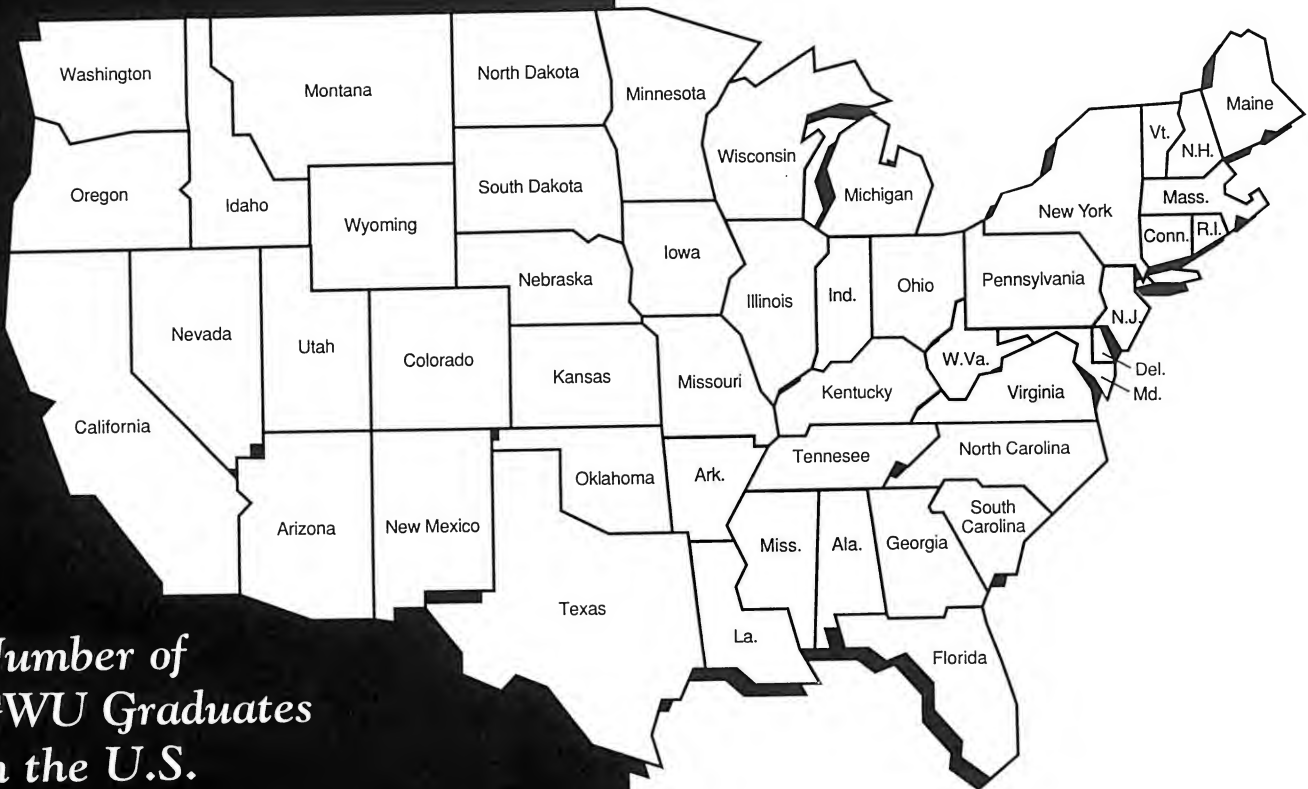 Washington
Montana
North Dakota
Minnesota
Maine
Vt.
N.H.
Wisconsin
Michigan
Oregon
Idaho
Wyoming
South Dakota
Mass.
New York
Conn.
R.I.
Iowa
Nebraska
Illinois
Ind.
Ohio
Pennsylvania
N.J.
Nevada
Utah
Colorado
Kansas
Missouri
Kentucky
W.Va.
Virginia
Del.
Md.
California
Tennesee
North Carolina
Oklahoma
Ark.
South
Carolina
Arizona
New Mexico
Miss.
Ala.
Georgia
Texas
La.
Florida
of
Graduates
the U.S.